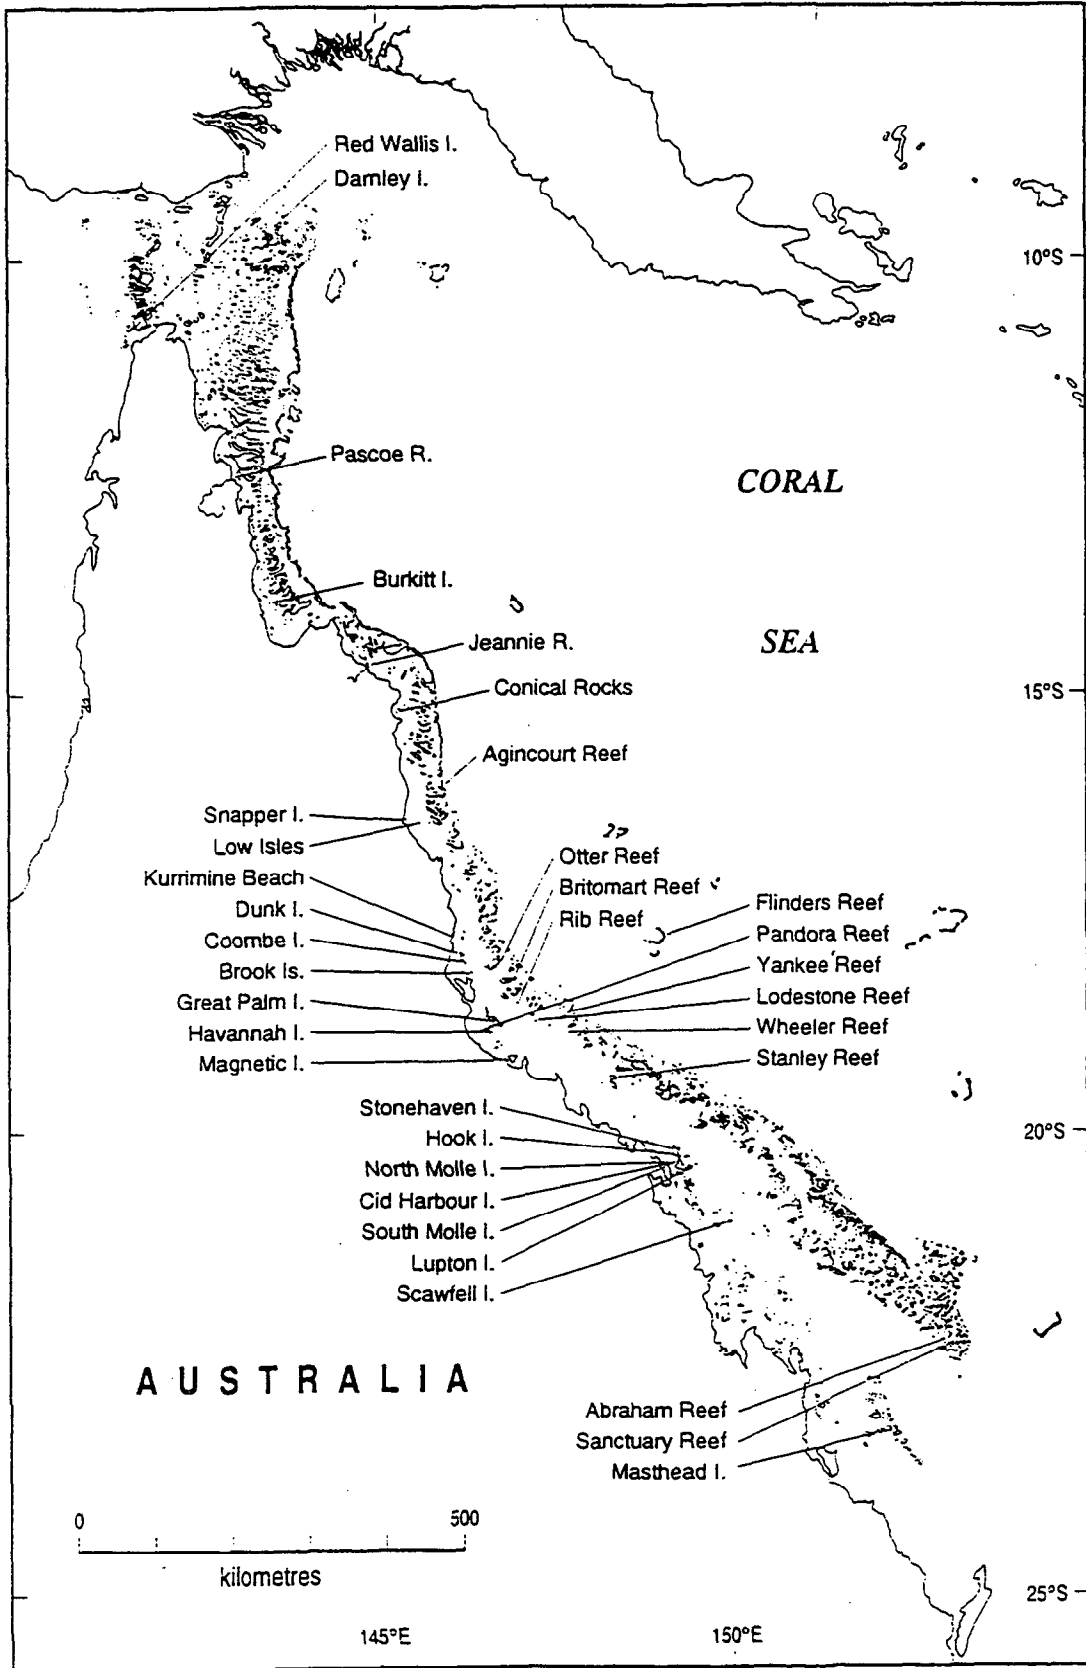 Red Wallis I.
Darnley I.
10°S
Pascoe R.
CORAL
Burkitt I.
SEA
Jeannie R.
Conical Rocks
15°S
Agincourt Reef
Snapper I.
Low Isles
Kurrimine Beach
Dunk I.
Coombe I.
Brook Is.
Great Palm I.
Havannah I.
Magnetic I.
Otter Reef
Britomart Reef
Rib Reef
Flinders Reef
Pandora Reef
Yankee Reef
Lodestone Reef
Wheeler Reef
Stanley Reef
Stonehaven I.
Hook I.
North Molle I.
Cid Harbour I.
South Molle I.
Lupton I.
Scawfell I.
20°S
AUSTRALIA
Abraham Reef
Sanctuary Reef
Masthead I.
0 500
kilometres
25°S
145°E 150°E